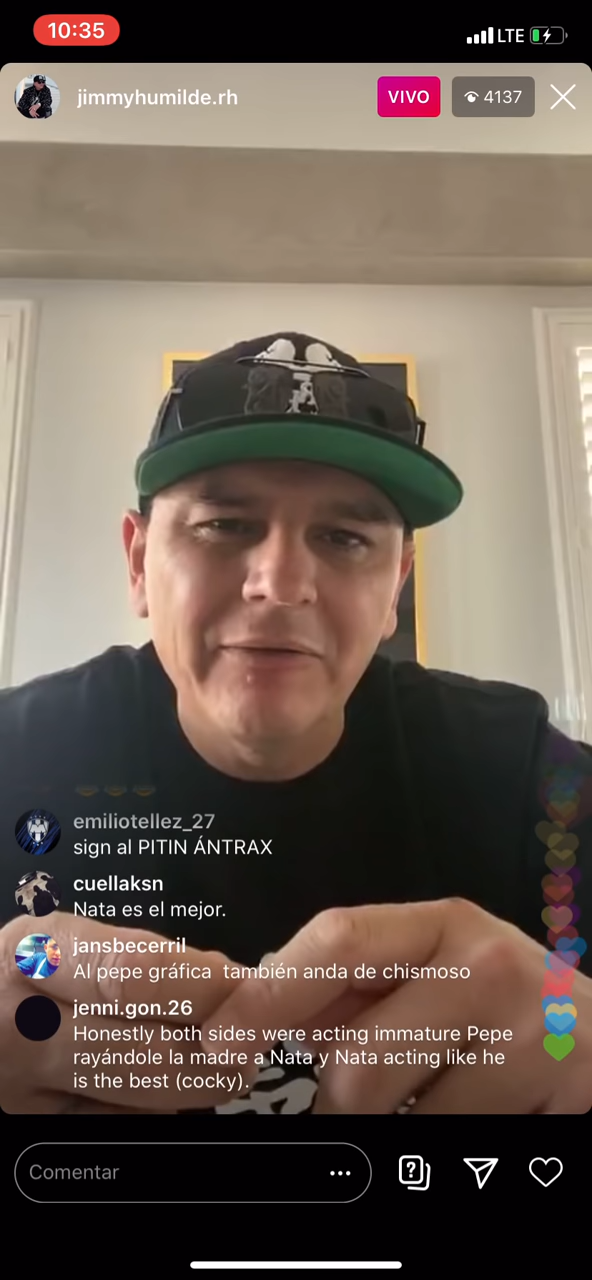 10:35
LTE
jimmyhumilde.rh
VIVO
4137
emiliotellez_27
sign al PITIN ÁNTRAX
cuellaksn
Nata es el mejor.
jansbecerril
Al pepe gráfica también anda de chismoso
jenni.gon.26
Honestly both sides were acting immature Pepe
rayándole la madre a Nata y Nata acting like he
is the best (cocky).
Comentar